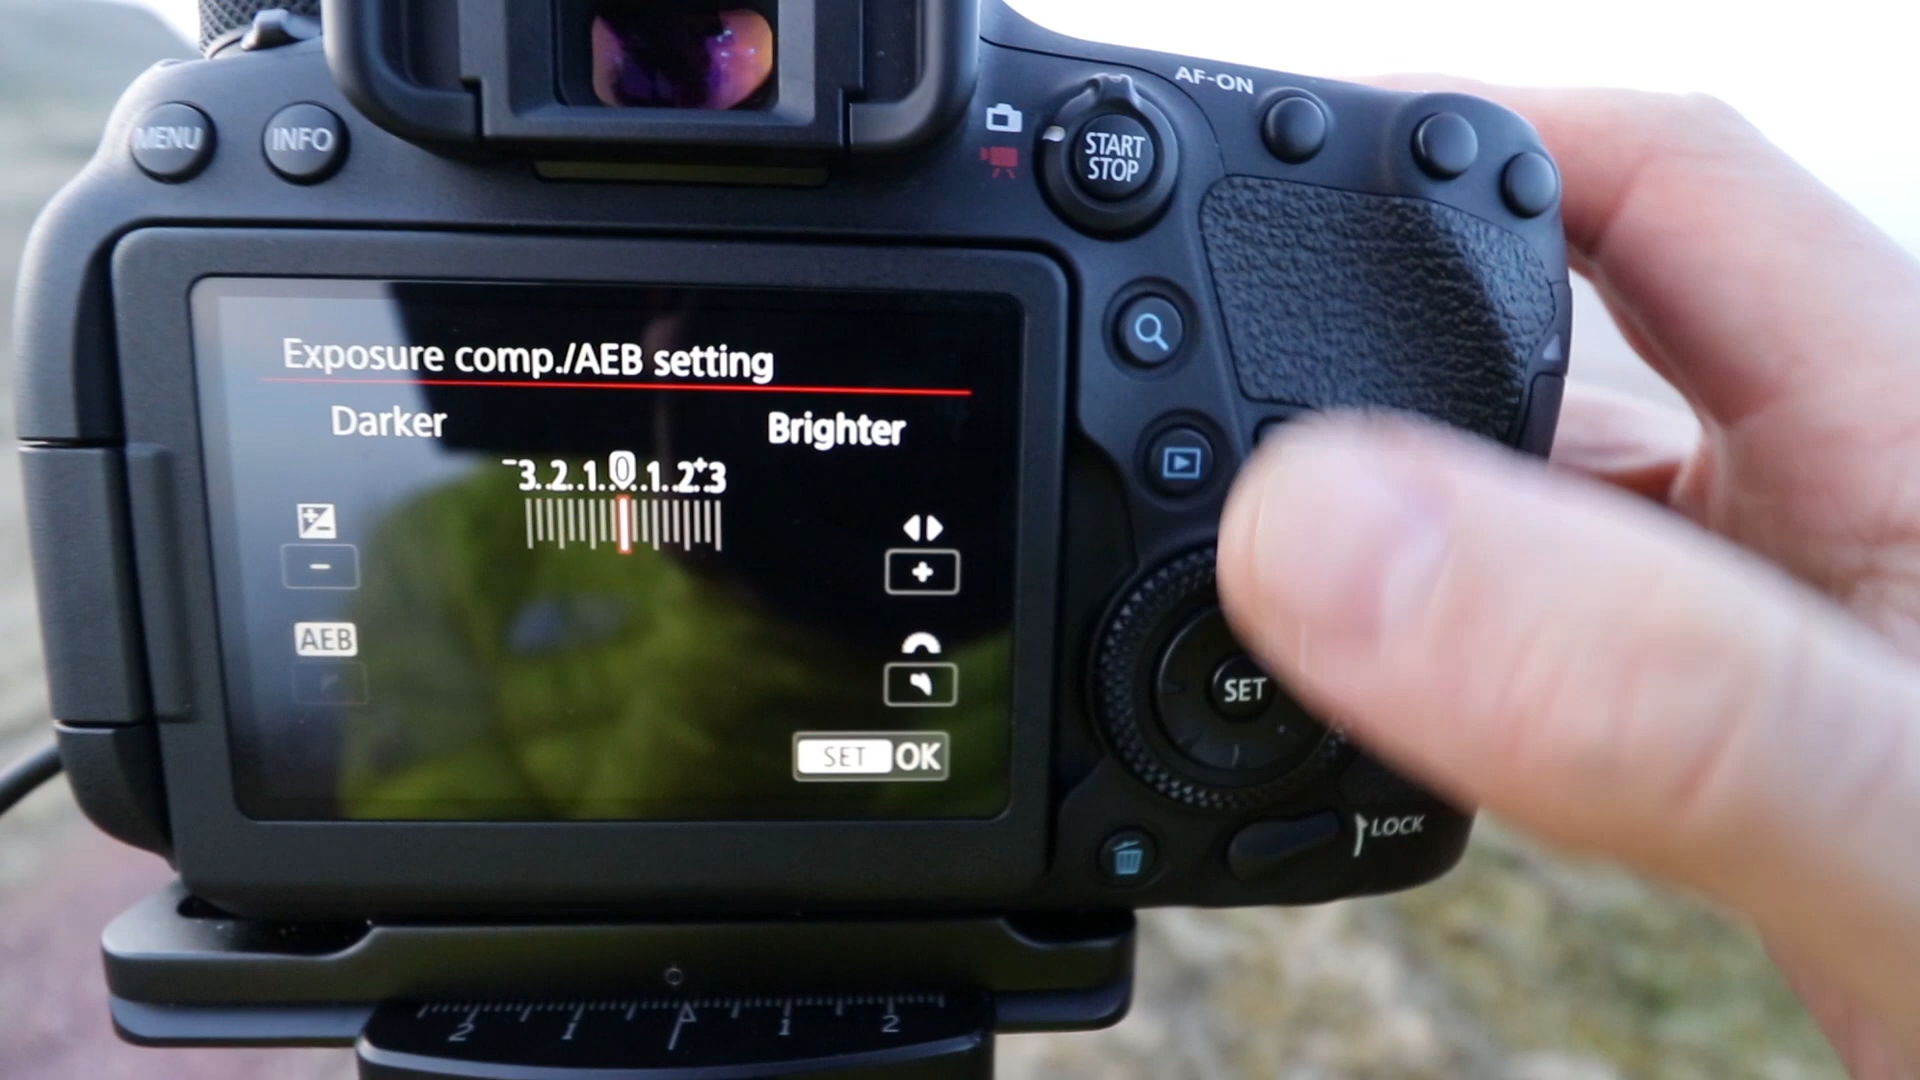 AF-ON
MENU
INFO
START
STOP
Exposure comp./AEB setting
Darker
Brighter
-3..2..1..0..1..2.+3
AEB
SET OK
SET
LOCK
2 1 1 2